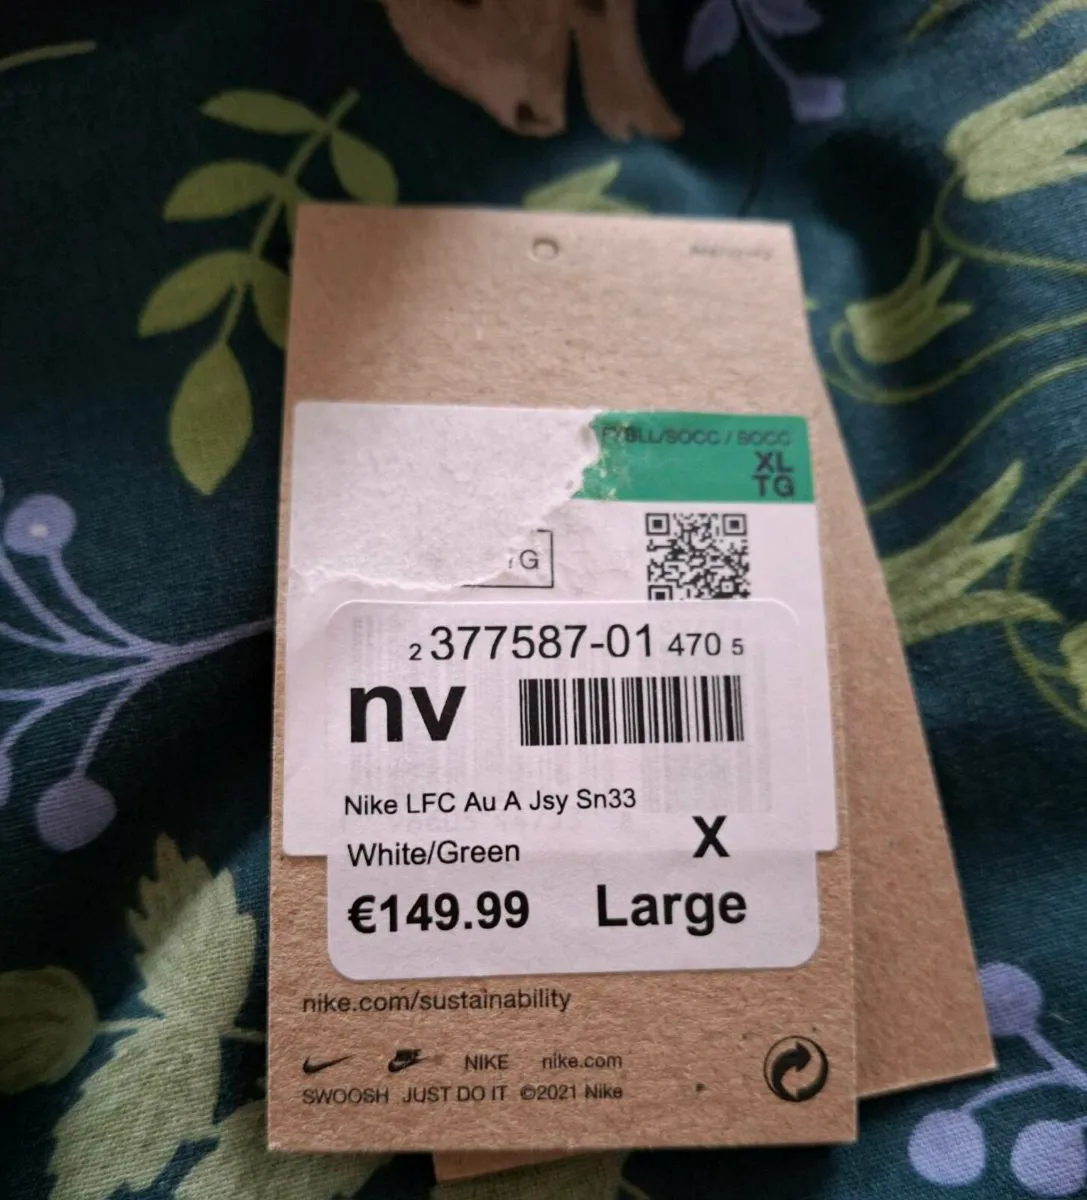 /SOCC / SOCC
XL
TG
TG
2 377587-01 470 5
nv
Nike LFC Au A Jsy Sn33
White/Green
X
€149.99 Large
nike.com/sustainability
NIKE nike.com
SWOOSH JUST DO IT ©2021 Nike